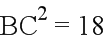 BC² = 18